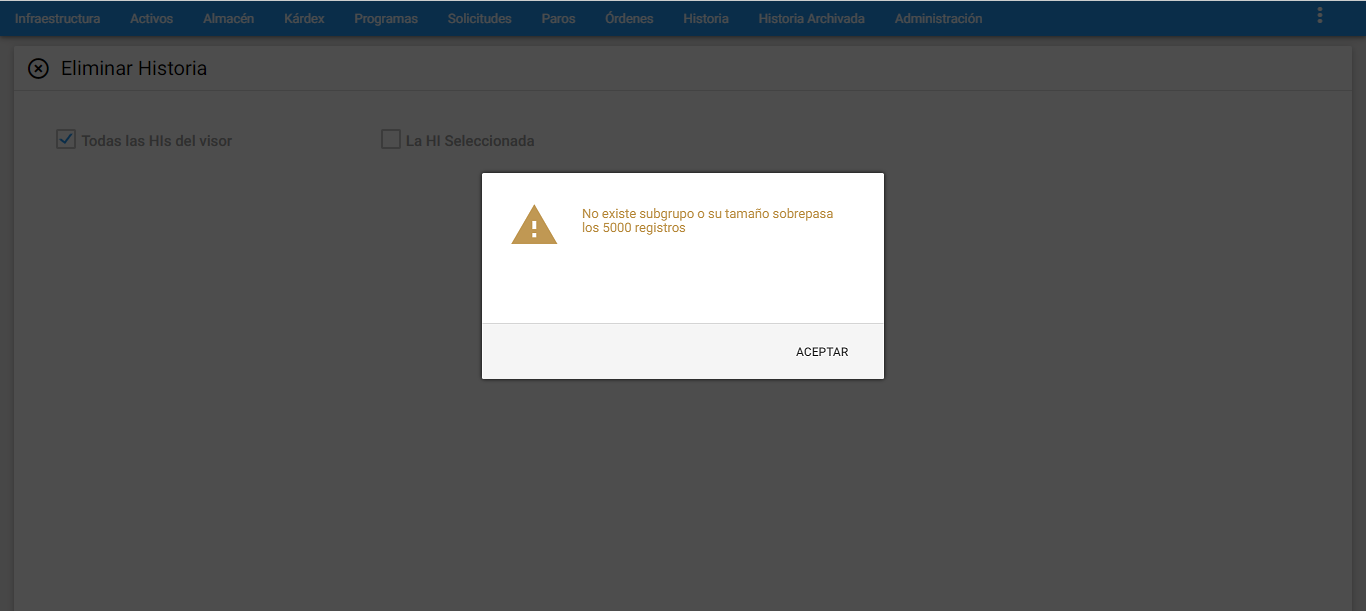 Infraestructura Activos Almacén Kárdex Programas Solicitudes Paros Órdenes Historia Historia Archivada Administración
Eliminar Historia
Todas las HIs del visor La HI Seleccionada
No existe subgrupo o su tamaño sobrepasa
los 5000 registros
ACEPTAR